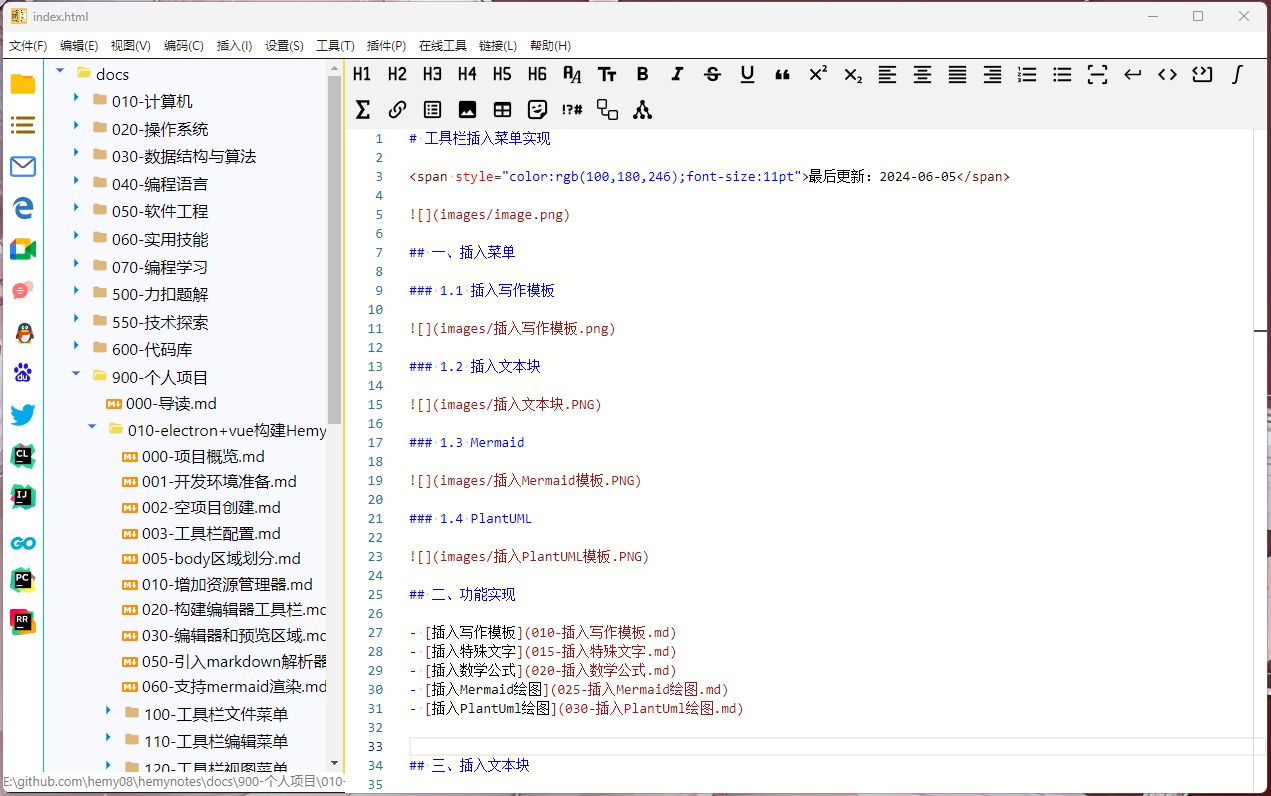 index.html
文件(F) 编辑(E) 视图(V) 编码(C) 插入(I) 设置(S) 工具(T) 插件(P) 在线工具 链接(L) 帮助(H)
docs
010-计算机
020-操作系统
030-数据结构与算法
040-编程语言
050-软件工程
060-实用技能
070-编程学习
500-力扣题解
550-技术探索
600-代码库
900-个人项目
000-导读.md
010-electron+vue构建Hemy
000-项目概览.md
001-开发环境准备.md
002-空项目创建.md
003-工具栏配置.md
005-body区域划分.md
010-增加资源管理器.md
020-构建编辑器工具栏.md
030-编辑器和预览区域.md
050-引入markdown解析器
060-支持mermaid渲染.md
100-工具栏文件菜单
110-工具栏编辑菜单
120-工具栏视图菜单
E:\github.com\hemy08\hemynotes\docs\900-个人项目\010-
du
CL
IJ
GO
PC
RR
H1 H2 H3 H4 H5 H6 AA TT B I S U “ X² X₂
Σ !?#
1 # 工具栏插入菜单实现
2
3 <span style="color:rgb(100,180,246);font-size:11pt">最后更新：2024-06-05</span>
4
5 ![](images/image.png)
6
7 ## 一、插入菜单
8
9 ### 1.1 插入写作模板
10
11 ![](images/插入写作模板.png)
12
13 ### 1.2 插入文本块
14
15 ![](images/插入文本块.PNG)
16
17 ### 1.3 Mermaid
18
19 ![](images/插入Mermaid模板.PNG)
20
21 ### 1.4 PlantUML
22
23 ![](images/插入PlantUML模板.PNG)
24
25 ## 二、功能实现
26
27 - [插入写作模板](010-插入写作模板.md)
28 - [插入特殊文字](015-插入特殊文字.md)
29 - [插入数学公式](020-插入数学公式.md)
30 - [插入Mermaid绘图](025-插入Mermaid绘图.md)
31 - [插入PlantUml绘图](030-插入PlantUml绘图.md)
32
33
34 ## 三、插入文本块
35